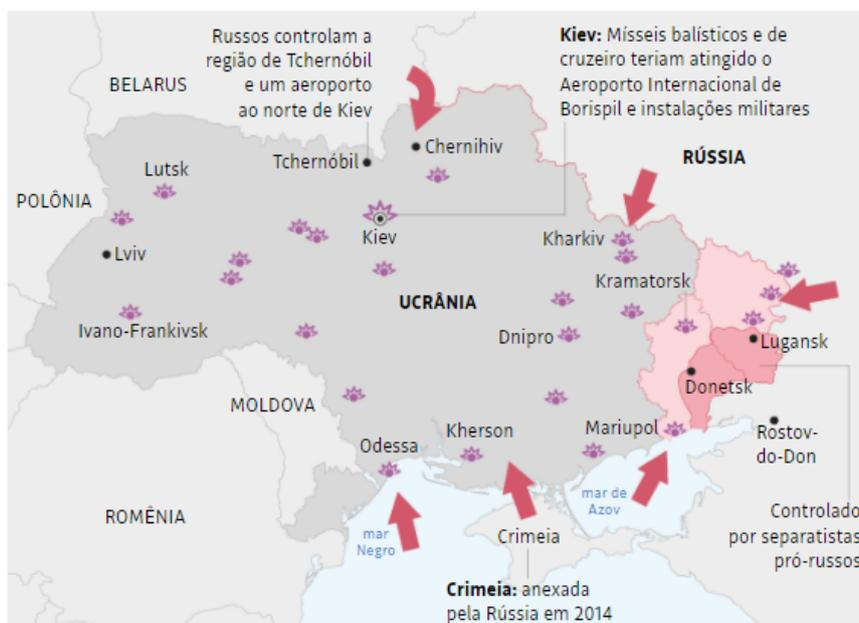 Russos controlam a
região de Tchernóbil
e um aeroporto
ao norte de Kiev
Kiev: Mísseis balísticos e de
cruzeiro teriam atingido o
Aeroporto Internacional de
Borispil e instalações militares
BELARUS
Chernihiv
Tchernóbil
RÚSSIA
Lutsk
POLÔNIA
Kiev
Kharkiv
Lviv
Kramatorsk
UCRÂNIA
Ivano-Frankivsk
Dnipro
Lugansk
Donetsk
MOLDOVA
Odessa
Kherson
Mariupol
Rostov-
do-Don
mar de
Azov
ROMÊNIA
mar
Negro
Crimeia
Controlado
por separatistas
pró-russos
Crimeia: anexada
pela Rússia em 2014